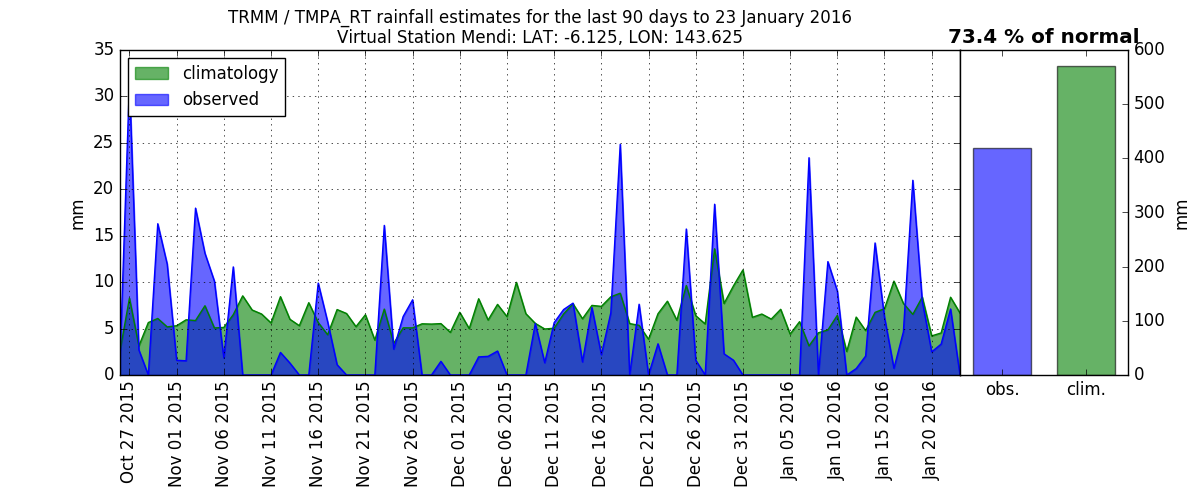 TRMM / TMPA_RT rainfall estimates for the last 90 days to 23 January 2016
Virtual Station Mendi: LAT: -6.125, LON: 143.625
73.4 % of normal
climatology
observed
35
30
25
20
15
10
5
0
mm
Oct 27 2015
Nov 01 2015
Nov 06 2015
Nov 11 2015
Nov 16 2015
Nov 21 2015
Nov 26 2015
Dec 01 2015
Dec 06 2015
Dec 11 2015
Dec 16 2015
Dec 21 2015
Dec 26 2015
Dec 31 2015
Jan 05 2016
Jan 10 2016
Jan 15 2016
Jan 20 2016
obs.
clim.
600
500
400
300
200
100
0
mm